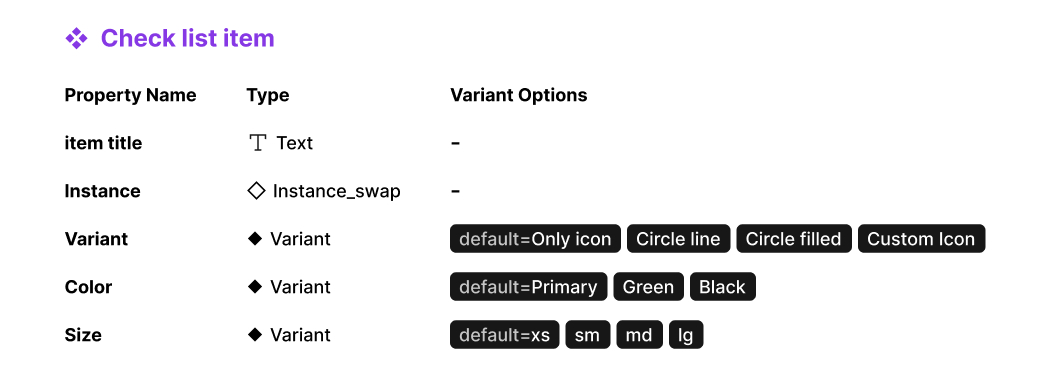 Check list item
Property Name Type Variant Options
item title Text -
Instance Instance_swap -
Variant Variant default=Only icon Circle line Circle filled Custom Icon
Color Variant default=Primary Green Black
Size Variant default=xs sm md lg